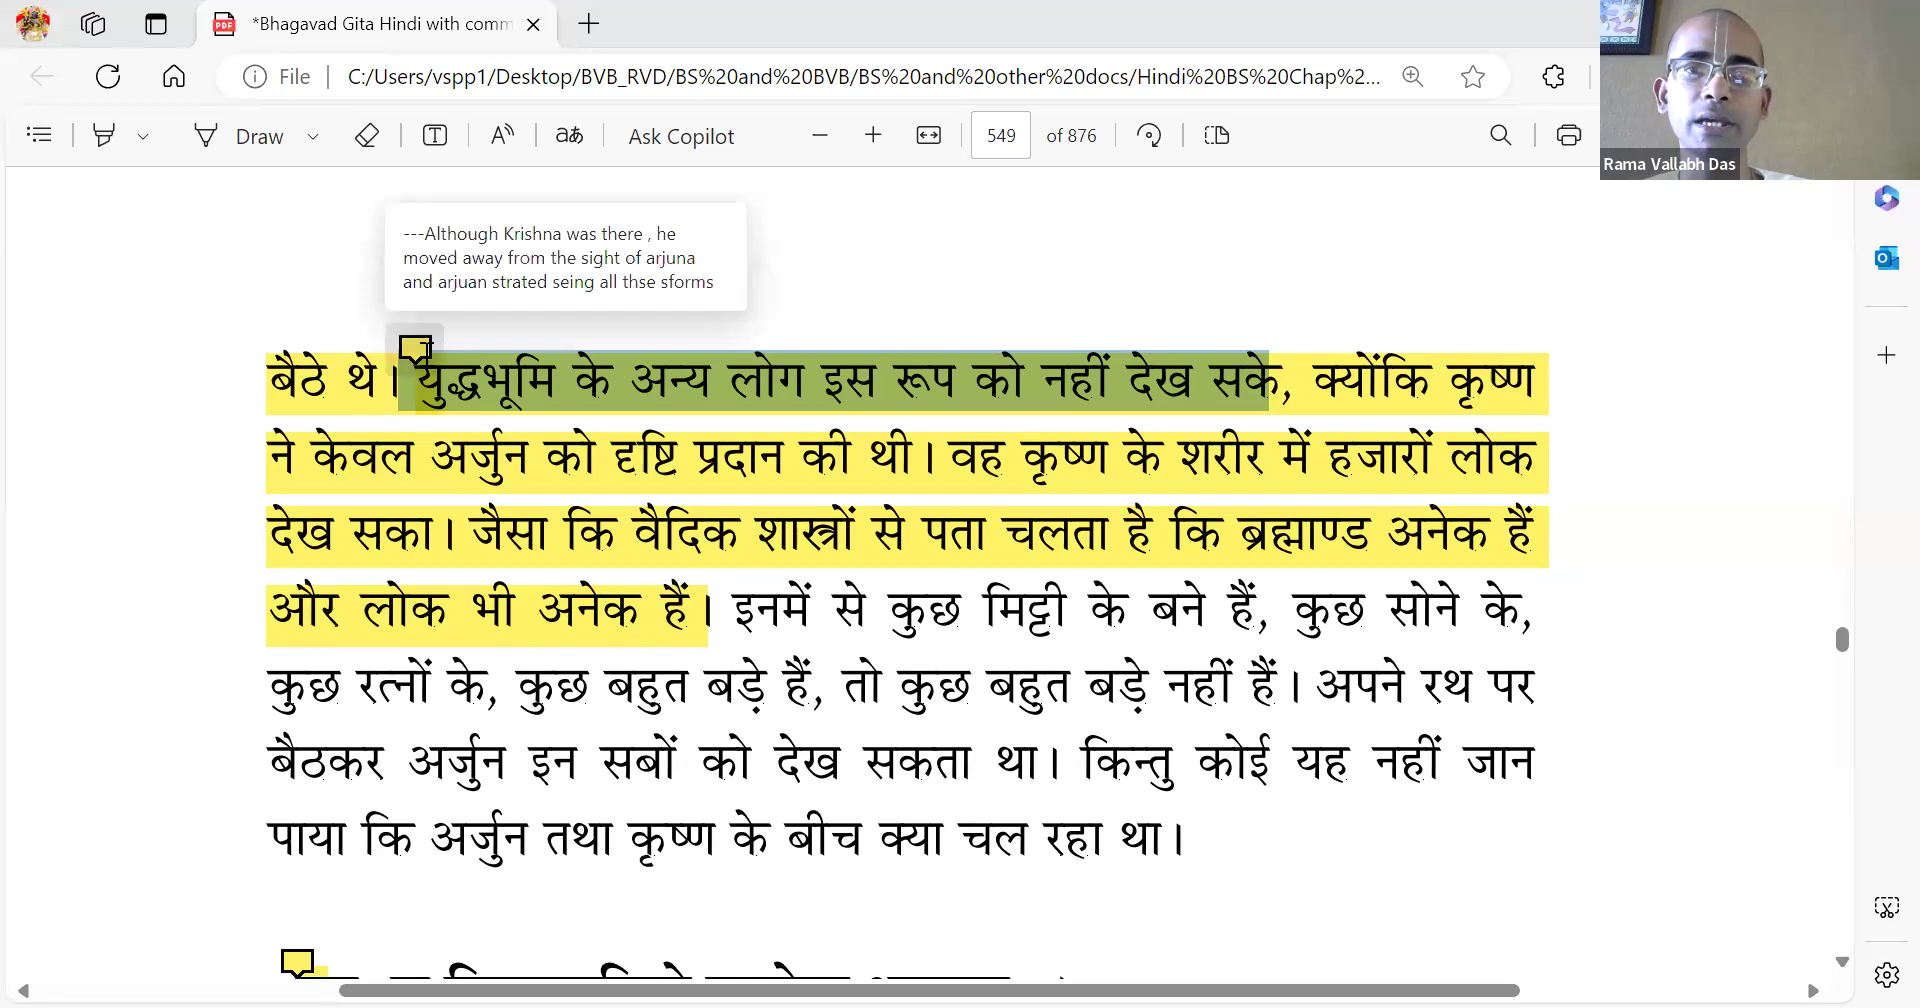 *Bhagavad Gita Hindi with comm
File
C:/Users/vspp1/Desktop/BVB_RVD/BS%20and%20BVB/BS%20and%20other%20docs/Hindi%20BS%20Chap%2...
Draw
Ask Copilot
549 of 876
Rama Vallabh Das
---Although Krishna was there , he
moved away from the sight of arjuna
and arjuan strated seing all thse sforms
बैठे थे। युद्धभूमि के अन्य लोग इस रूप को नहीं देख सके, क्योंकि कृष्ण
ने केवल अर्जुन को दृष्टि प्रदान की थी। वह कृष्ण के शरीर में हजारों लोक
देख सका। जैसा कि वैदिक शास्त्रों से पता चलता है कि ब्रह्माण्ड अनेक हैं
और लोक भी अनेक हैं। इनमें से कुछ मिट्टी के बने हैं, कुछ सोने के,
कुछ रत्नों के, कुछ बहुत बड़े हैं, तो कुछ बहुत बड़े नहीं हैं। अपने रथ पर
बैठकर अर्जुन इन सबों को देख सकता था। किन्तु कोई यह नहीं जान
पाया कि अर्जुन तथा कृष्ण के बीच क्या चल रहा था।